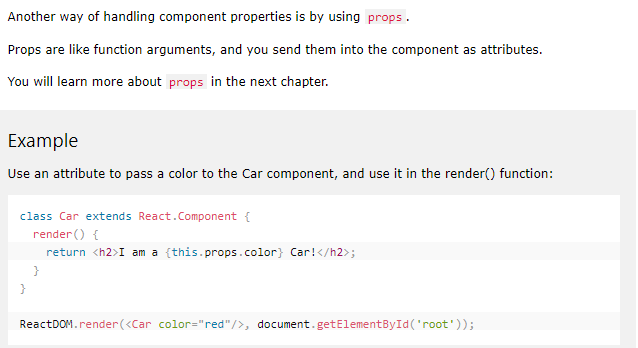 Another way of handling component properties is by using props.
Props are like function arguments, and you send them into the component as attributes.
You will learn more about props in the next chapter.
Example
Use an attribute to pass a color to the Car component, and use it in the render() function:
class Car extends React.Component {
  render() {
    return <h2>I am a {this.props.color} Car!</h2>;
  }
}
ReactDOM.render(<Car color="red"/>, document.getElementById('root'));